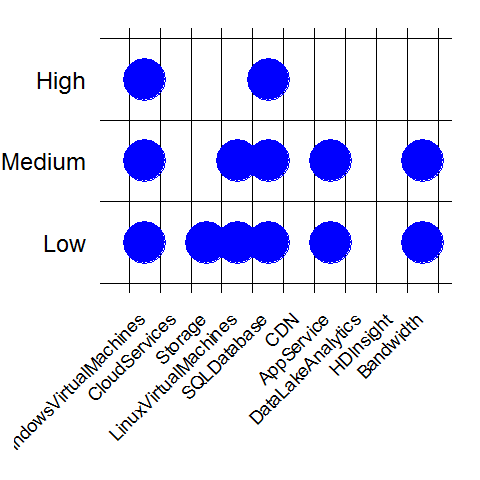 High
Medium
Low
ndowsVirtualMachines
CloudServices
Storage
LinuxVirtualMachines
SQLDatabase
CDN
AppService
DataLakeAnalytics
HDInsight
Bandwidth